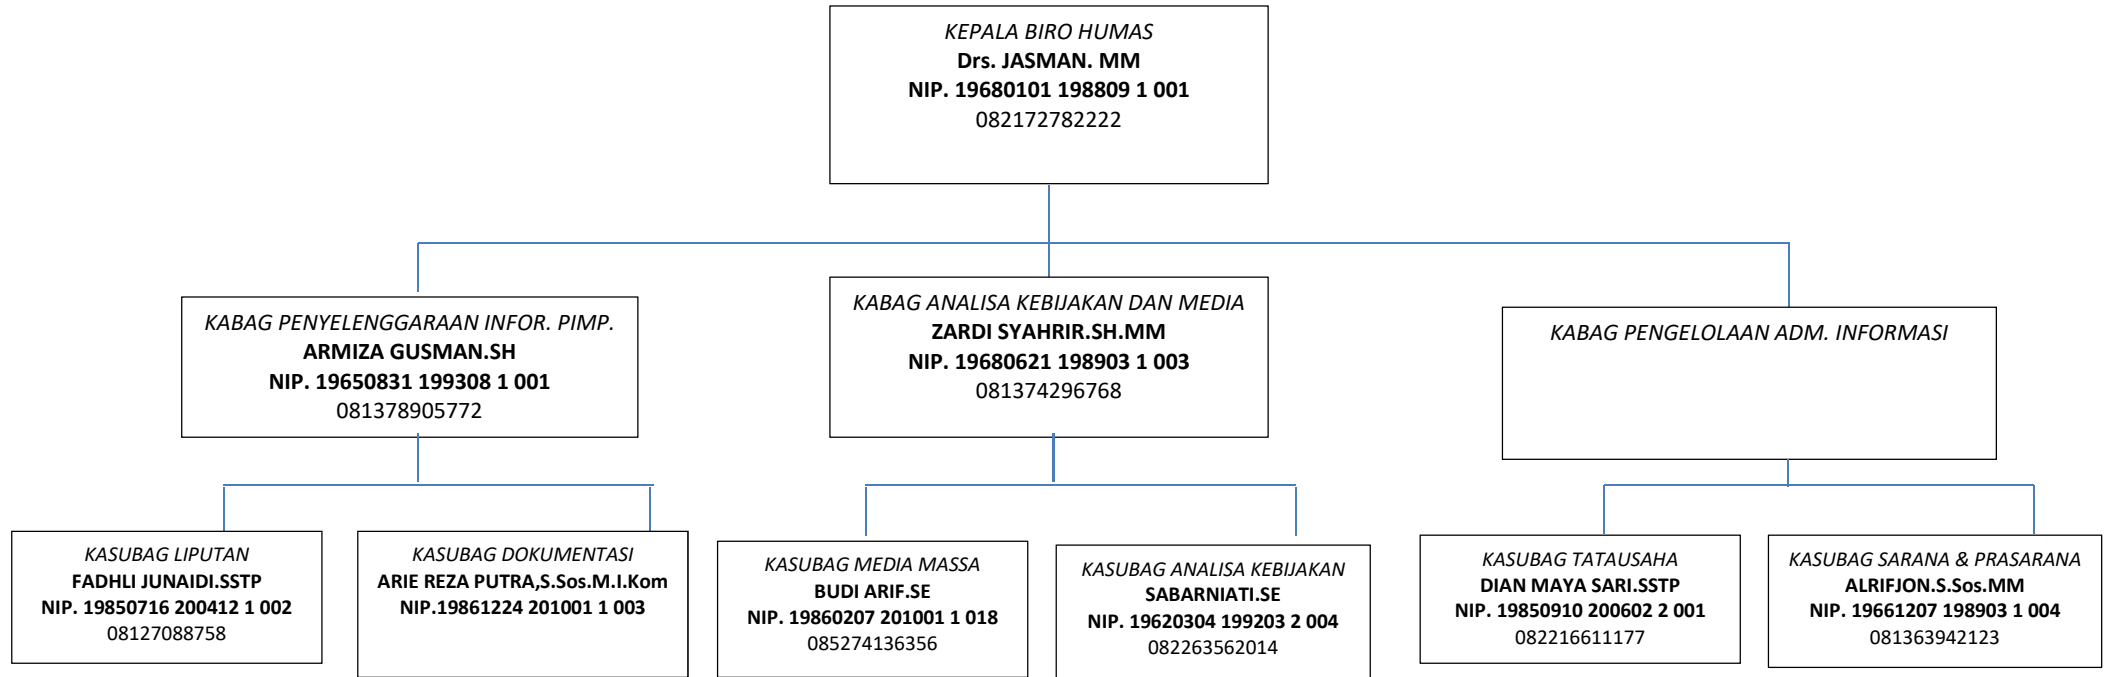 KEPALA BIRO HUMAS
Drs. JASMAN. MM
NIP. 19680101 198809 1 001
082172782222
KABAG PENYELENGGARAAN INFOR. PIMP.
ARMIZA GUSMAN.SH
NIP. 19650831 199308 1 001
081378905772
KABAG ANALISA KEBIJAKAN DAN MEDIA
ZARDI SYAHRIR.SH.MM
NIP. 19680621 198903 1 003
081374296768
KABAG PENGELOLAAN ADM. INFORMASI
KASUBAG LIPUTAN
FADHLI JUNAIDI.SSTP
NIP. 19850716 200412 1 002
08127088758
KASUBAG DOKUMENTASI
ARIE REZA PUTRA,S.Sos.M.I.Kom
NIP.19861224 201001 1 003
KASUBAG MEDIA MASSA
BUDI ARIF.SE
NIP. 19860207 201001 1 018
085274136356
KASUBAG ANALISA KEBIJAKAN
SABARNIATI.SE
NIP. 19620304 199203 2 004
082263562014
KASUBAG TATAUSAHA
DIAN MAYA SARI.SSTP
NIP. 19850910 200602 2 001
082216611177
KASUBAG SARANA & PRASARANA
ALRIFJON.S.Sos.MM
NIP. 19661207 198903 1 004
081363942123